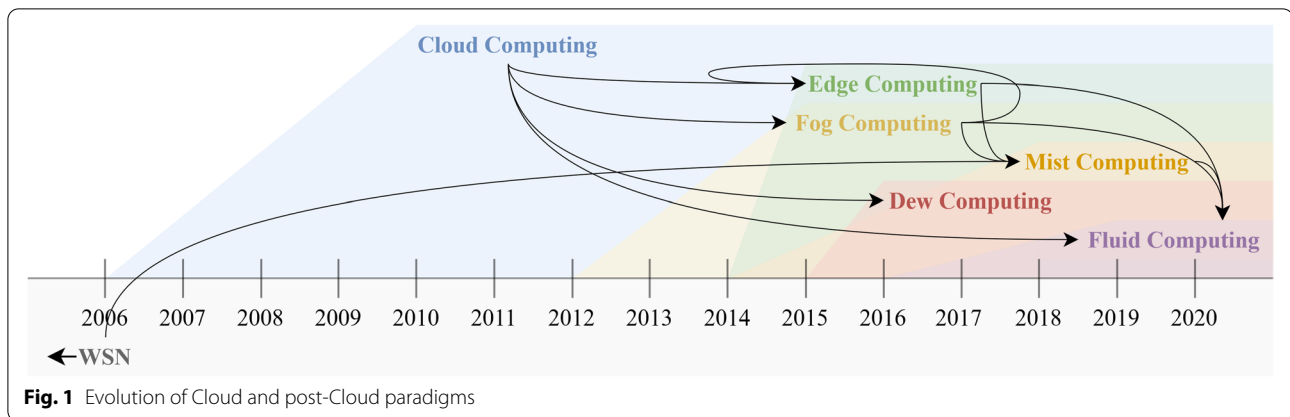 Cloud Computing
Edge Computing
Fog Computing
Mist Computing
Dew Computing
Fluid Computing
2006 2007 2008 2009 2010 2011 2012 2013 2014 2015 2016 2017 2018 2019 2020
WSN
Fig. 1 Evolution of Cloud and post-Cloud paradigms